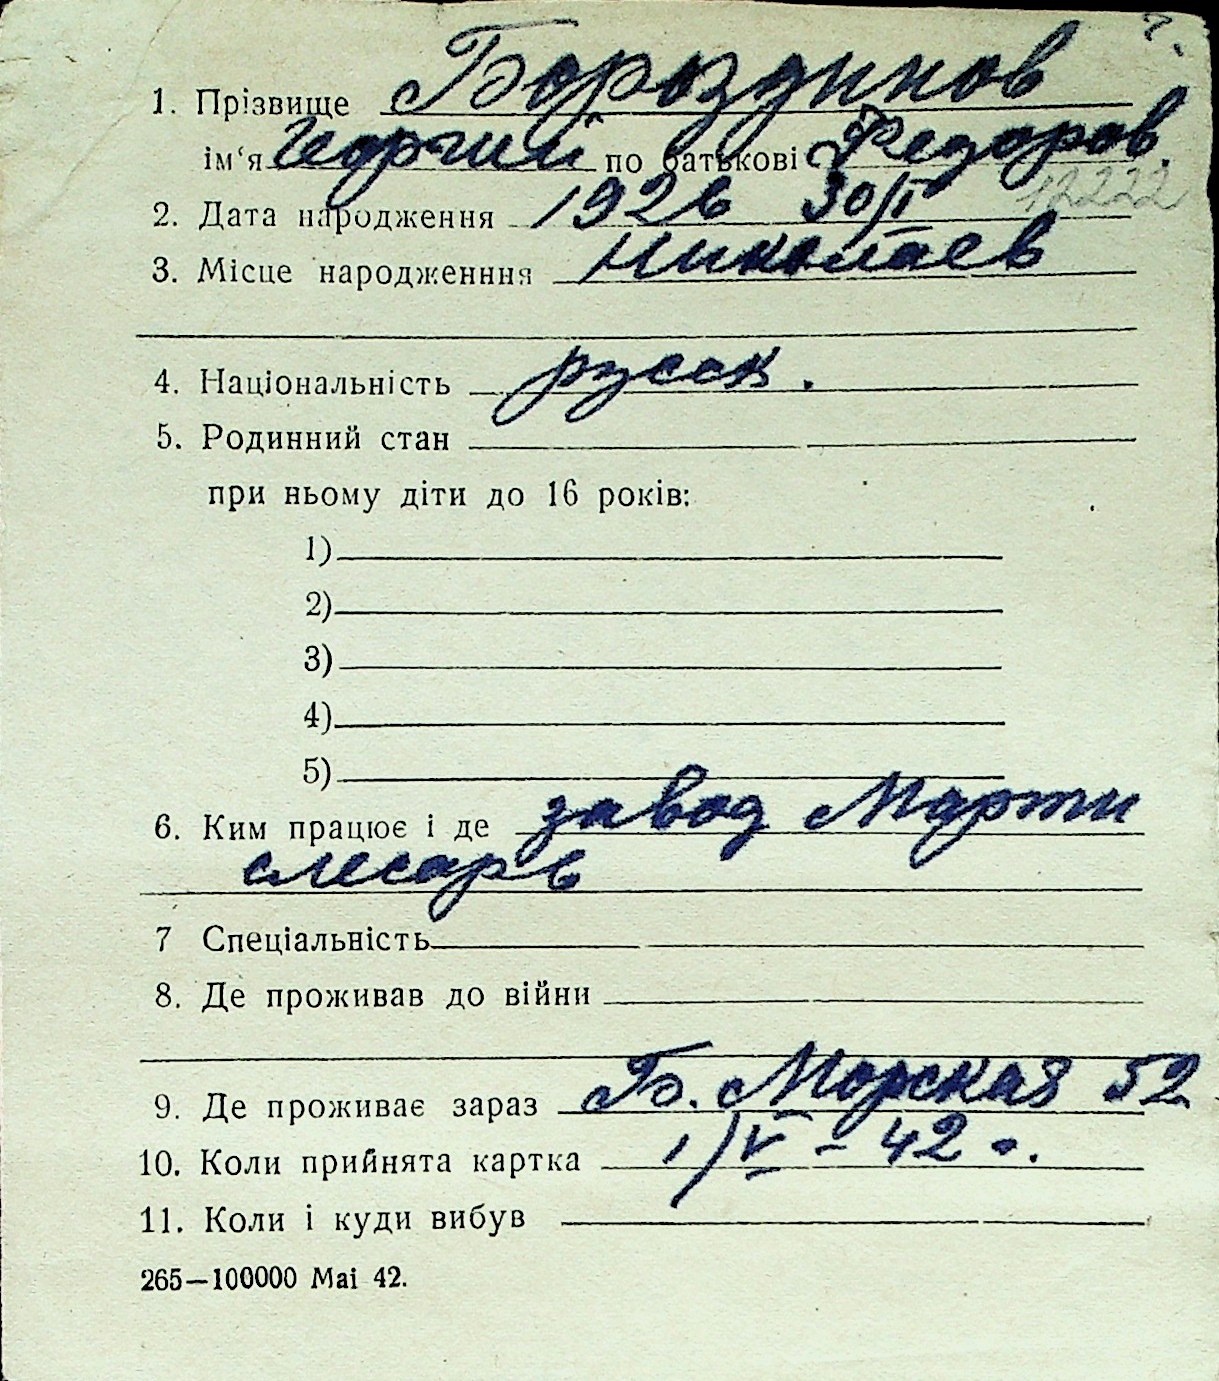 1. Прізвище Бороздинов
ім‘я Георгий по батькові Федоров.
2. Дата народження 1926 30/I 12222
3. Місце народженння Николаев
4. Національність русск.
5. Родинний стан
при ньому діти до 16 років:
1)
2)
3)
4)
5)
6. Ким працює і де завод Марти
слесарь
7 Спеціальність
8. Де проживав до війни
9. Де проживає зараз Б. Морская 52
10. Коли прийнята картка 1/V – 42 г.
11. Коли і куди вибув
265—100000 Mai 42.